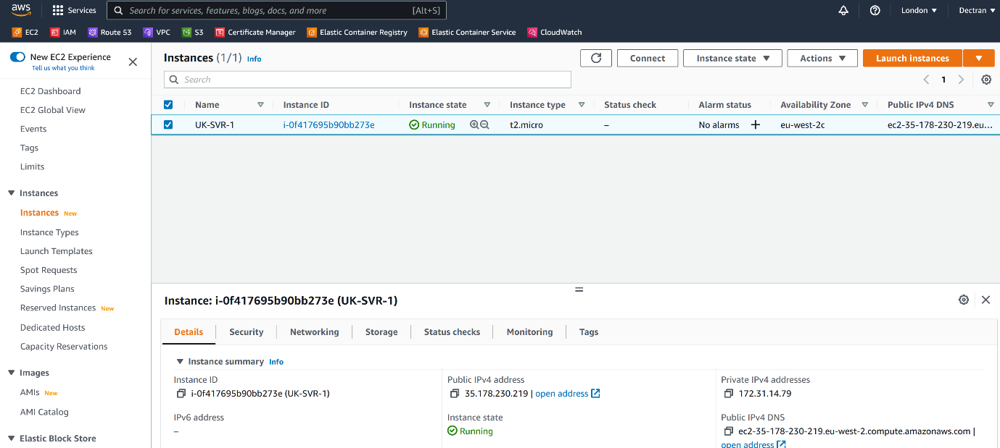 aws
Services
Search for services, features, blogs, docs, and more
[Alt+S]
London ▼
Dectran ▼
EC2
IAM
Route 53
VPC
S3
Certificate Manager
Elastic Container Registry
Elastic Container Service
CloudWatch
New EC2 Experience
Tell us what you think
EC2 Dashboard
EC2 Global View
Events
Tags
Limits
▼ Instances
Instances New
Instance Types
Launch Templates
Spot Requests
Savings Plans
Reserved Instances New
Dedicated Hosts
Capacity Reservations
▼ Images
AMIs New
AMI Catalog
▼ Elastic Block Store
Instances (1/1) Info
Connect
Instance state ▼
Actions ▼
Launch instances ▼
Search
1
Name
Instance ID
Instance state
Instance type
Status check
Alarm status
Availability Zone
Public IPv4 DNS
UK-SVR-1
i-0f417695b90bb273e
Running
t2.micro
–
No alarms +
eu-west-2c
ec2-35-178-230-219.eu...
Instance: i-0f417695b90bb273e (UK-SVR-1)
Details
Security
Networking
Storage
Status checks
Monitoring
Tags
▼ Instance summary Info
Instance ID
i-0f417695b90bb273e (UK-SVR-1)
Public IPv4 address
35.178.230.219 | open address
Private IPv4 addresses
172.31.14.79
IPv6 address
–
Instance state
Running
Public IPv4 DNS
ec2-35-178-230-219.eu-west-2.compute.amazonaws.com |
open address